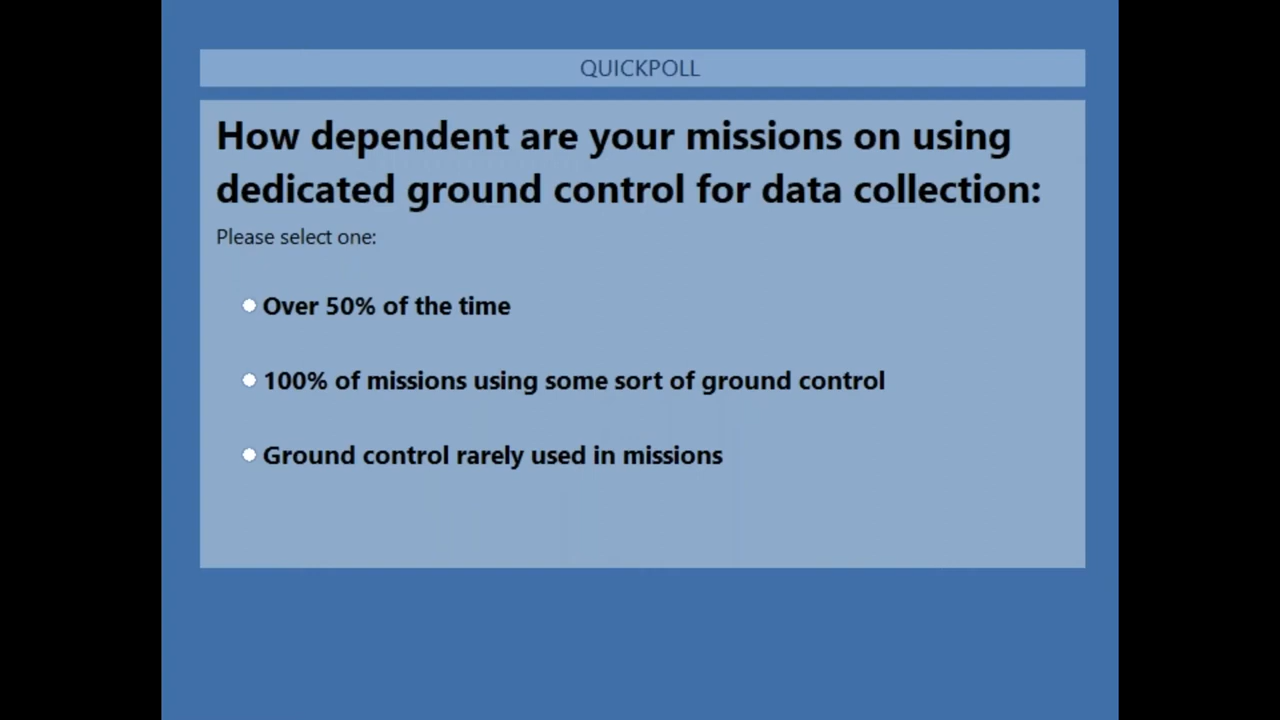 QUICKPOLL
How dependent are your missions on using
dedicated ground control for data collection:
Please select one:
Over 50% of the time
100% of missions using some sort of ground control
Ground control rarely used in missions